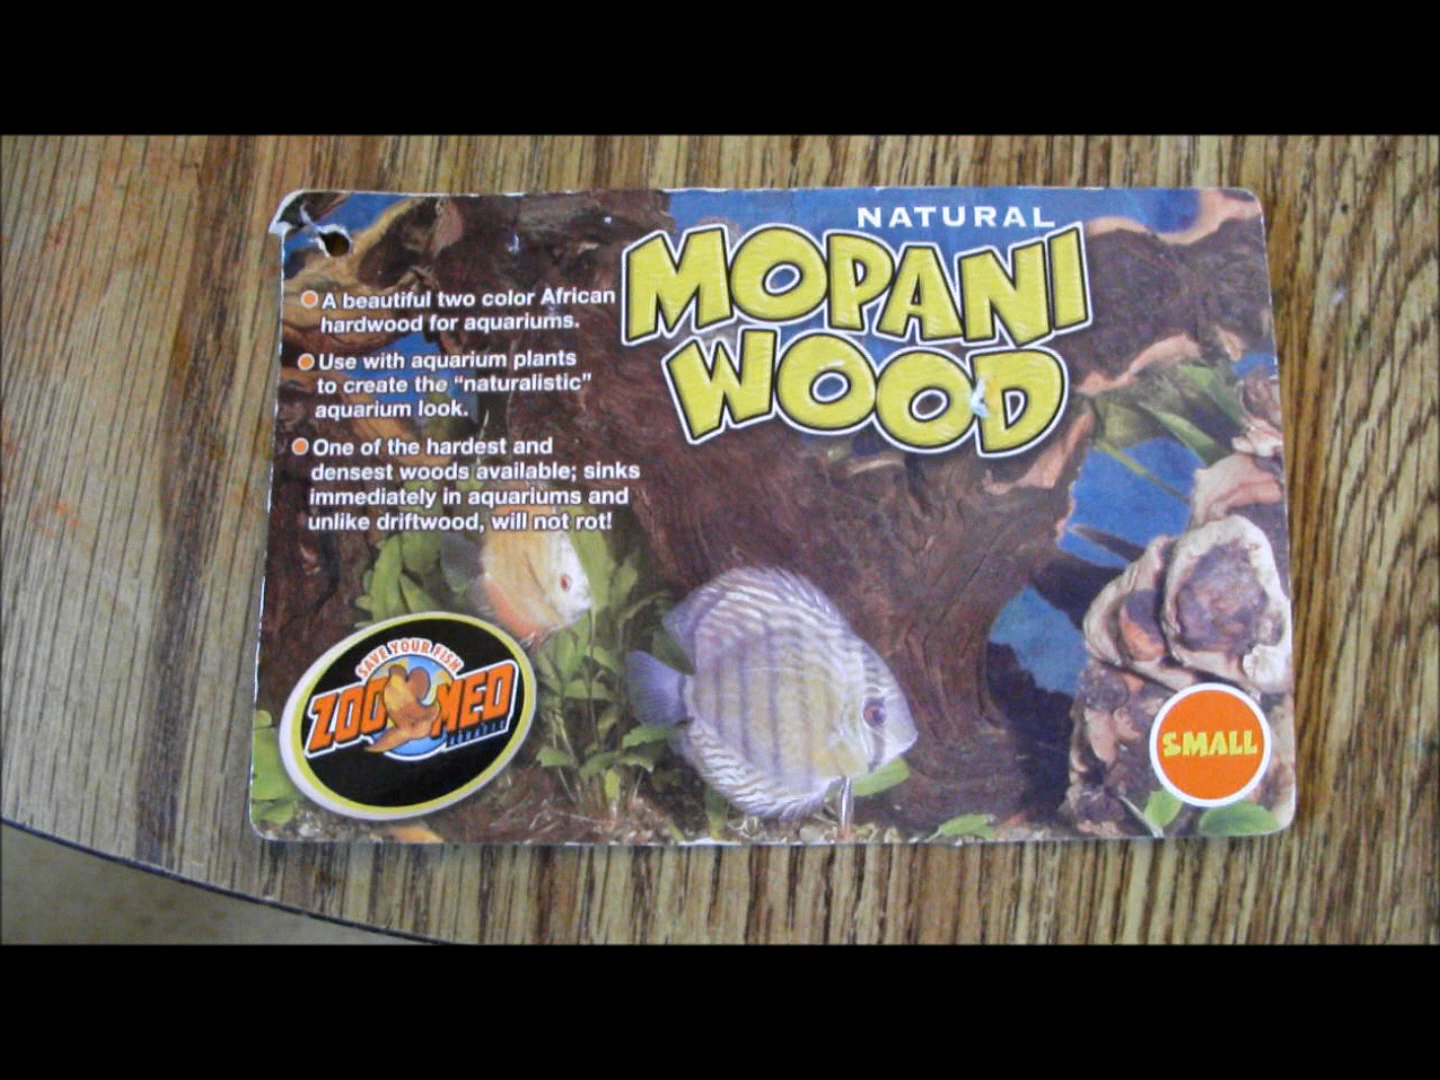 NATURAL
MOPANI
WOOD
A beautiful two color African
hardwood for aquariums.
Use with aquarium plants
to create the “naturalistic”
aquarium look.
One of the hardest and
densest woods available; sinks
immediately in aquariums and
unlike driftwood, will not rot!
SAVE YOUR FISH
ZOO MED
AQUATIC
SMALL